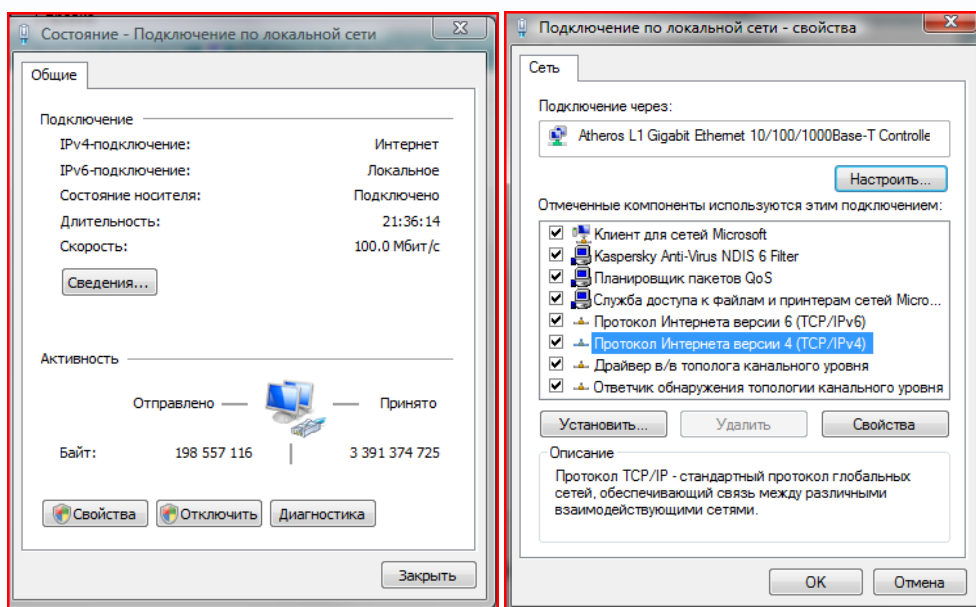 Состояние - Подключение по локальной сети
Общие
Подключение
IPv4-подключение: Интернет
IPv6-подключение: Локальное
Состояние носителя: Подключено
Длительность: 21:36:14
Скорость: 100.0 Мбит/с
Сведения...
Активность
Отправлено — — Принято
Байт: 198 557 116 | 3 391 374 725
Свойства Отключить Диагностика
Закрыть
Подключение по локальной сети - свойства
Сеть
Подключение через:
Atheros L1 Gigabit Ethernet 10/100/1000Base-T Controlle
Настроить...
Отмеченные компоненты используются этим подключением:
Клиент для сетей Microsoft
Kaspersky Anti-Virus NDIS 6 Filter
Планировщик пакетов QoS
Служба доступа к файлам и принтерам сетей Micro...
Протокол Интернета версии 6 (TCP/IPv6)
Протокол Интернета версии 4 (TCP/IPv4)
Драйвер в/в тополога канального уровня
Ответчик обнаружения топологии канального уровня
Установить... Удалить Свойства
Описание
Протокол TCP/IP - стандартный протокол глобальных
сетей, обеспечивающий связь между различными
взаимодействующими сетями.
OK Отмена